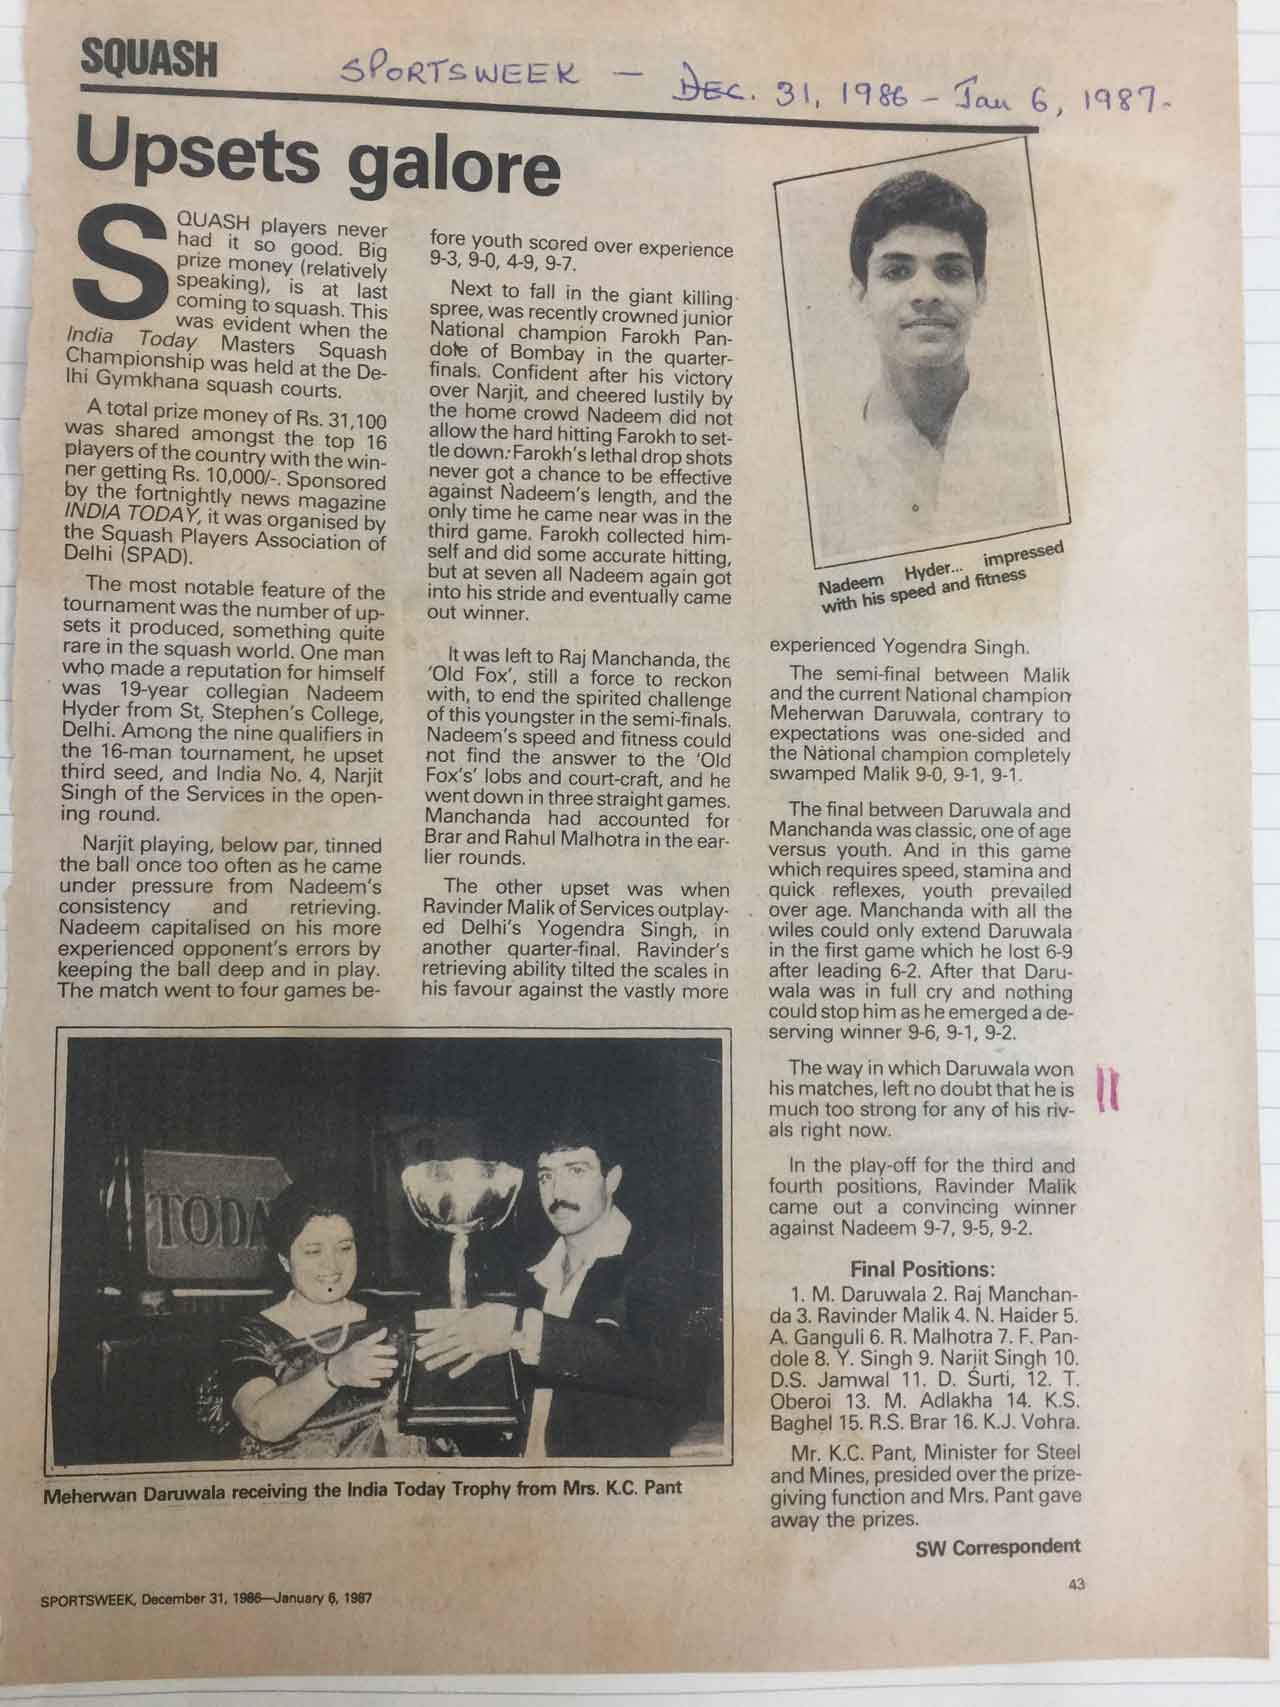 SQUASH
SPORTSWEEK – DEC. 31, 1986 – Jan 6, 1987.
Upsets galore
SQUASH players never
had it so good. Big
prize money (relatively
speaking), is at last
coming to squash. This
was evident when the
India Today Masters Squash
Championship was held at the De-
lhi Gymkhana squash courts.
A total prize money of Rs. 31,100
was shared amongst the top 16
players of the country with the win-
ner getting Rs. 10,000/-. Sponsored
by the fortnightly news magazine
INDIA TODAY, it was organised by
the Squash Players Association of
Delhi (SPAD).
The most notable feature of the
tournament was the number of up-
sets it produced, something quite
rare in the squash world. One man
who made a reputation for himself
was 19-year collegian Nadeem
Hyder from St. Stephen's College,
Delhi. Among the nine qualifiers in
the 16-man tournament, he upset
third seed, and India No. 4, Narjit
Singh of the Services in the open-
ing round.
Narjit playing, below par, tinned
the ball once too often as he came
under pressure from Nadeem's
consistency and retrieving.
Nadeem capitalised on his more
experienced opponent's errors by
keeping the ball deep and in play.
The match went to four games be-
fore youth scored over experience
9-3, 9-0, 4-9, 9-7.
Next to fall in the giant killing
spree, was recently crowned junior
National champion Farokh Pan-
dole of Bombay in the quarter-
finals. Confident after his victory
over Narjit, and cheered lustily by
the home crowd Nadeem did not
allow the hard hitting Farokh to set-
tle down. Farokh's lethal drop shots
never got a chance to be effective
against Nadeem's length, and the
only time he came near was in the
third game. Farokh collected him-
self and did some accurate hitting,
but at seven all Nadeem again got
into his stride and eventually came
out winner.
It was left to Raj Manchanda, the
'Old Fox', still a force to reckon
with, to end the spirited challenge
of this youngster in the semi-finals.
Nadeem's speed and fitness could
not find the answer to the 'Old
Fox's' lobs and court-craft, and he
went down in three straight games.
Manchanda had accounted for
Brar and Rahul Malhotra in the ear-
lier rounds.
The other upset was when
Ravinder Malik of Services outplay-
ed Delhi's Yogendra Singh, in
another quarter-final. Ravinder's
retrieving ability tilted the scales in
his favour against the vastly more
Nadeem Hyder... impressed
with his speed and fitness
experienced Yogendra Singh.
The semi-final between Malik
and the current National champion
Meherwan Daruwala, contrary to
expectations was one-sided and
the National champion completely
swamped Malik 9-0, 9-1, 9-1.
The final between Daruwala and
Manchanda was classic, one of age
versus youth. And in this game
which requires speed, stamina and
quick reflexes, youth prevailed
over age. Manchanda with all the
wiles could only extend Daruwala
in the first game which he lost 6-9
after leading 6-2. After that Daru-
wala was in full cry and nothing
could stop him as he emerged a de-
serving winner 9-6, 9-1, 9-2.
The way in which Daruwala won
his matches, left no doubt that he is
much too strong for any of his riv-
als right now.
In the play-off for the third and
fourth positions, Ravinder Malik
came out a convincing winner
against Nadeem 9-7, 9-5, 9-2.
Final Positions:
1. M. Daruwala 2. Raj Manchan-
da 3. Ravinder Malik 4. N. Haider 5.
A. Ganguli 6. R. Malhotra 7. F. Pan-
dole 8. Y. Singh 9. Narjit Singh 10.
D.S. Jamwal 11. D. Surti, 12. T.
Oberoi 13. M. Adlakha 14. K.S.
Baghel 15. R.S. Brar 16. K.J. Vohra.
Mr. K.C. Pant, Minister for Steel
and Mines, presided over the prize-
giving function and Mrs. Pant gave
away the prizes.
SW Correspondent
TODA
Meherwan Daruwala receiving the India Today Trophy from Mrs. K.C. Pant
SPORTSWEEK, December 31, 1986—January 6, 1987
43